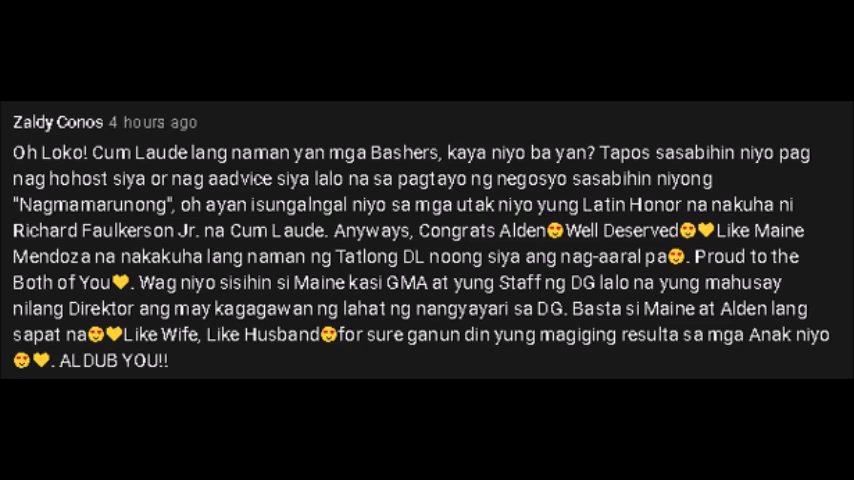 Zaldy Conos 4 hours ago
Oh Loko! Cum Laude lang naman yan mga Bashers, kaya niyo ba yan? Tapos sasabihin niyo pag
nag hohost siya or nag aadvice siya lalo na sa pagtayo ng negosyo sasabihin niyong
"Nagmamarunong", oh ayan isungalngal niyo sa mga utak niyo yung Latin Honor na nakuha ni
Richard Faulkerson Jr. na Cum Laude. Anyways, Congrats Alden😍Well Deserved😍💛Like Maine
Mendoza na nakakuha lang naman ng Tatlong DL noong siya ang nag-aaral pa😍. Proud to the
Both of You💛. Wag niyo sisihin si Maine kasi GMA at yung Staff ng DG lalo na yung mahusay
nilang Direktor ang may kagagawan ng lahat ng nangyayari sa DG. Basta si Maine at Alden lang
sapat na😍💛Like Wife, Like Husband😍for sure ganun din yung magiging resulta sa mga Anak niyo
😍💛. ALDUB YOU!!